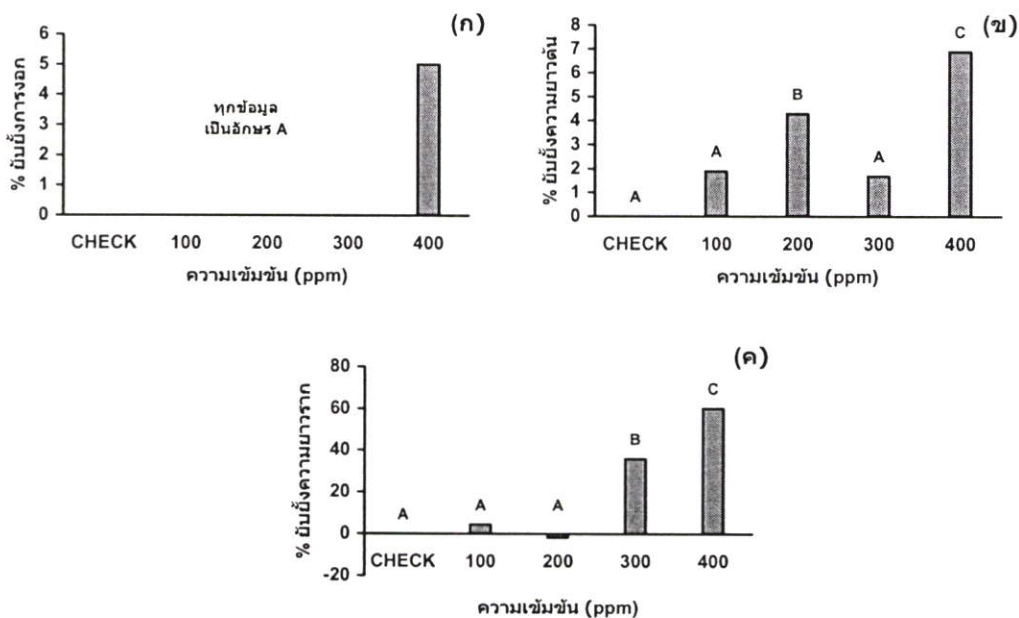 (ก)
% ยับยั้งการงอก
6
5
4
3
2
1
0
ทุกข้อมูล
เป็นอักษร A
CHECK 100 200 300 400
ความเข้มข้น (ppm)
(ข)
% ยับยั้งความยาวต้น
8
7
6
5
4
3
2
1
0
A A B A C
CHECK 100 200 300 400
ความเข้มข้น (ppm)
(ค)
% ยับยั้งความยาวราก
80
60
40
20
0
-20
A A A B C
CHECK 100 200 300 400
ความเข้มข้น (ppm)